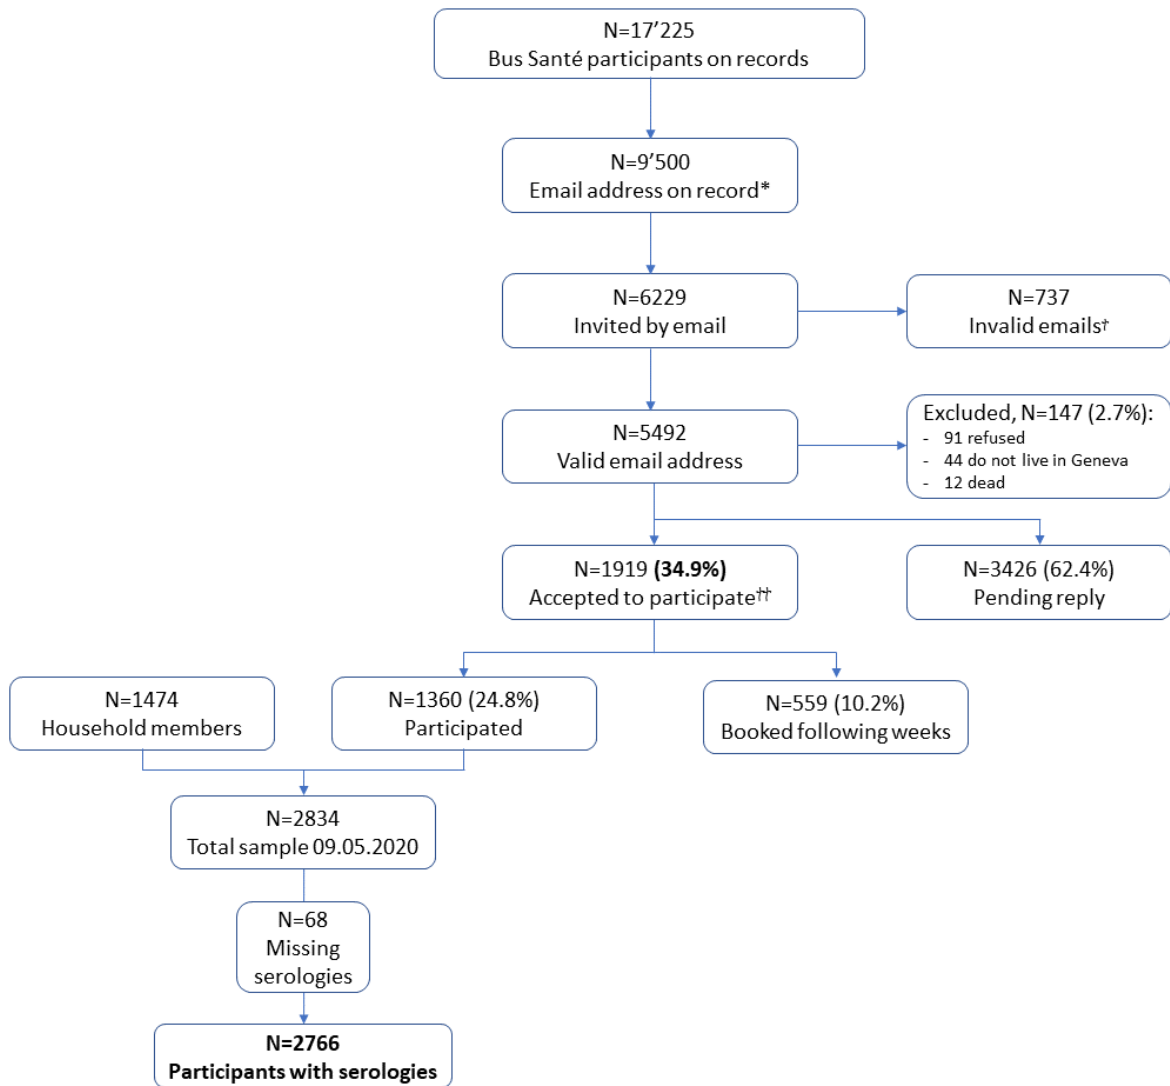 N=17’225
Bus Santé participants on records
N=9’500
Email address on record*
N=6229
Invited by email
N=737
Invalid emails†
N=5492
Valid email address
Excluded, N=147 (2.7%):
- 91 refused
- 44 do not live in Geneva
- 12 dead
N=1919 (34.9%)
Accepted to participate††
N=3426 (62.4%)
Pending reply
N=1474
Household members
N=1360 (24.8%)
Participated
N=559 (10.2%)
Booked following weeks
N=2834
Total sample 09.05.2020
N=68
Missing
serologies
N=2766
Participants with serologies